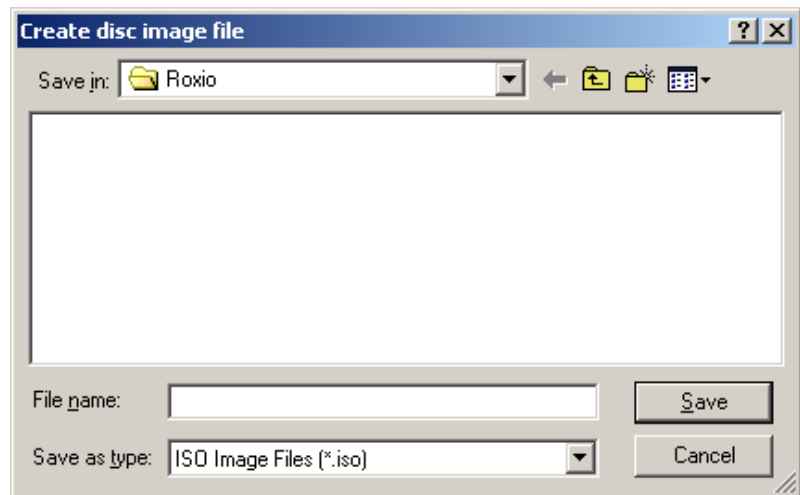 Create disc image file
Save in: Roxio
File name: Save
Save as type: ISO Image Files (*.iso) Cancel